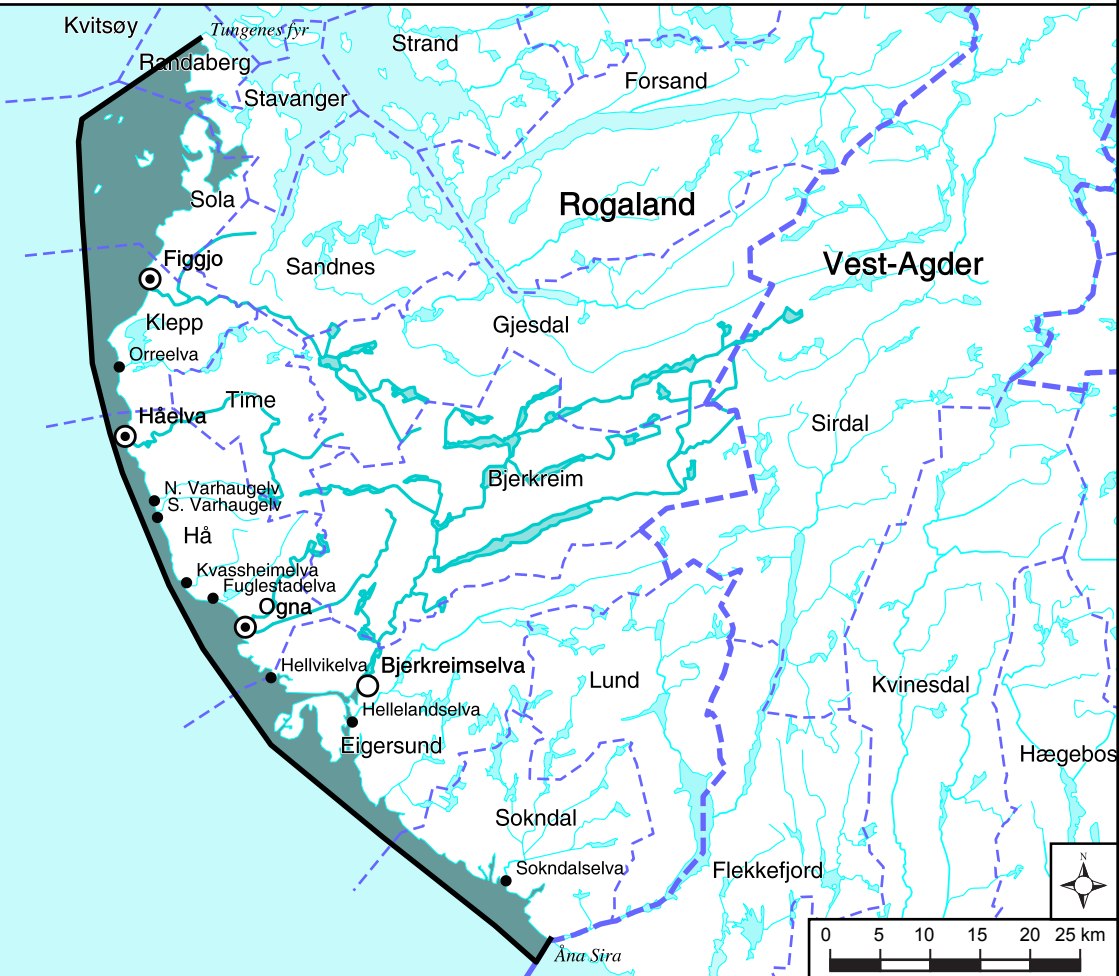 Kvitsøy
Tungenes fyr
Strand
Randaberg
Forsand
Stavanger
Sola
Rogaland
Figgjo
Sandnes
Vest-Agder
Klepp
Gjesdal
Orreelva
Time
Håelva
Sirdal
Bjerkreim
N. Varhaugelv
S. Varhaugelv
Hå
Kvassheimelva
Fuglestadelva
Ogna
Hellvikelva
Bjerkreimselva
Lund
Kvinesdal
Hellelandselva
Eigersund
Hægebos
Sokndal
Sokndalselva
Flekkefjord
N
Åna Sira
0 5 10 15 20 25 km